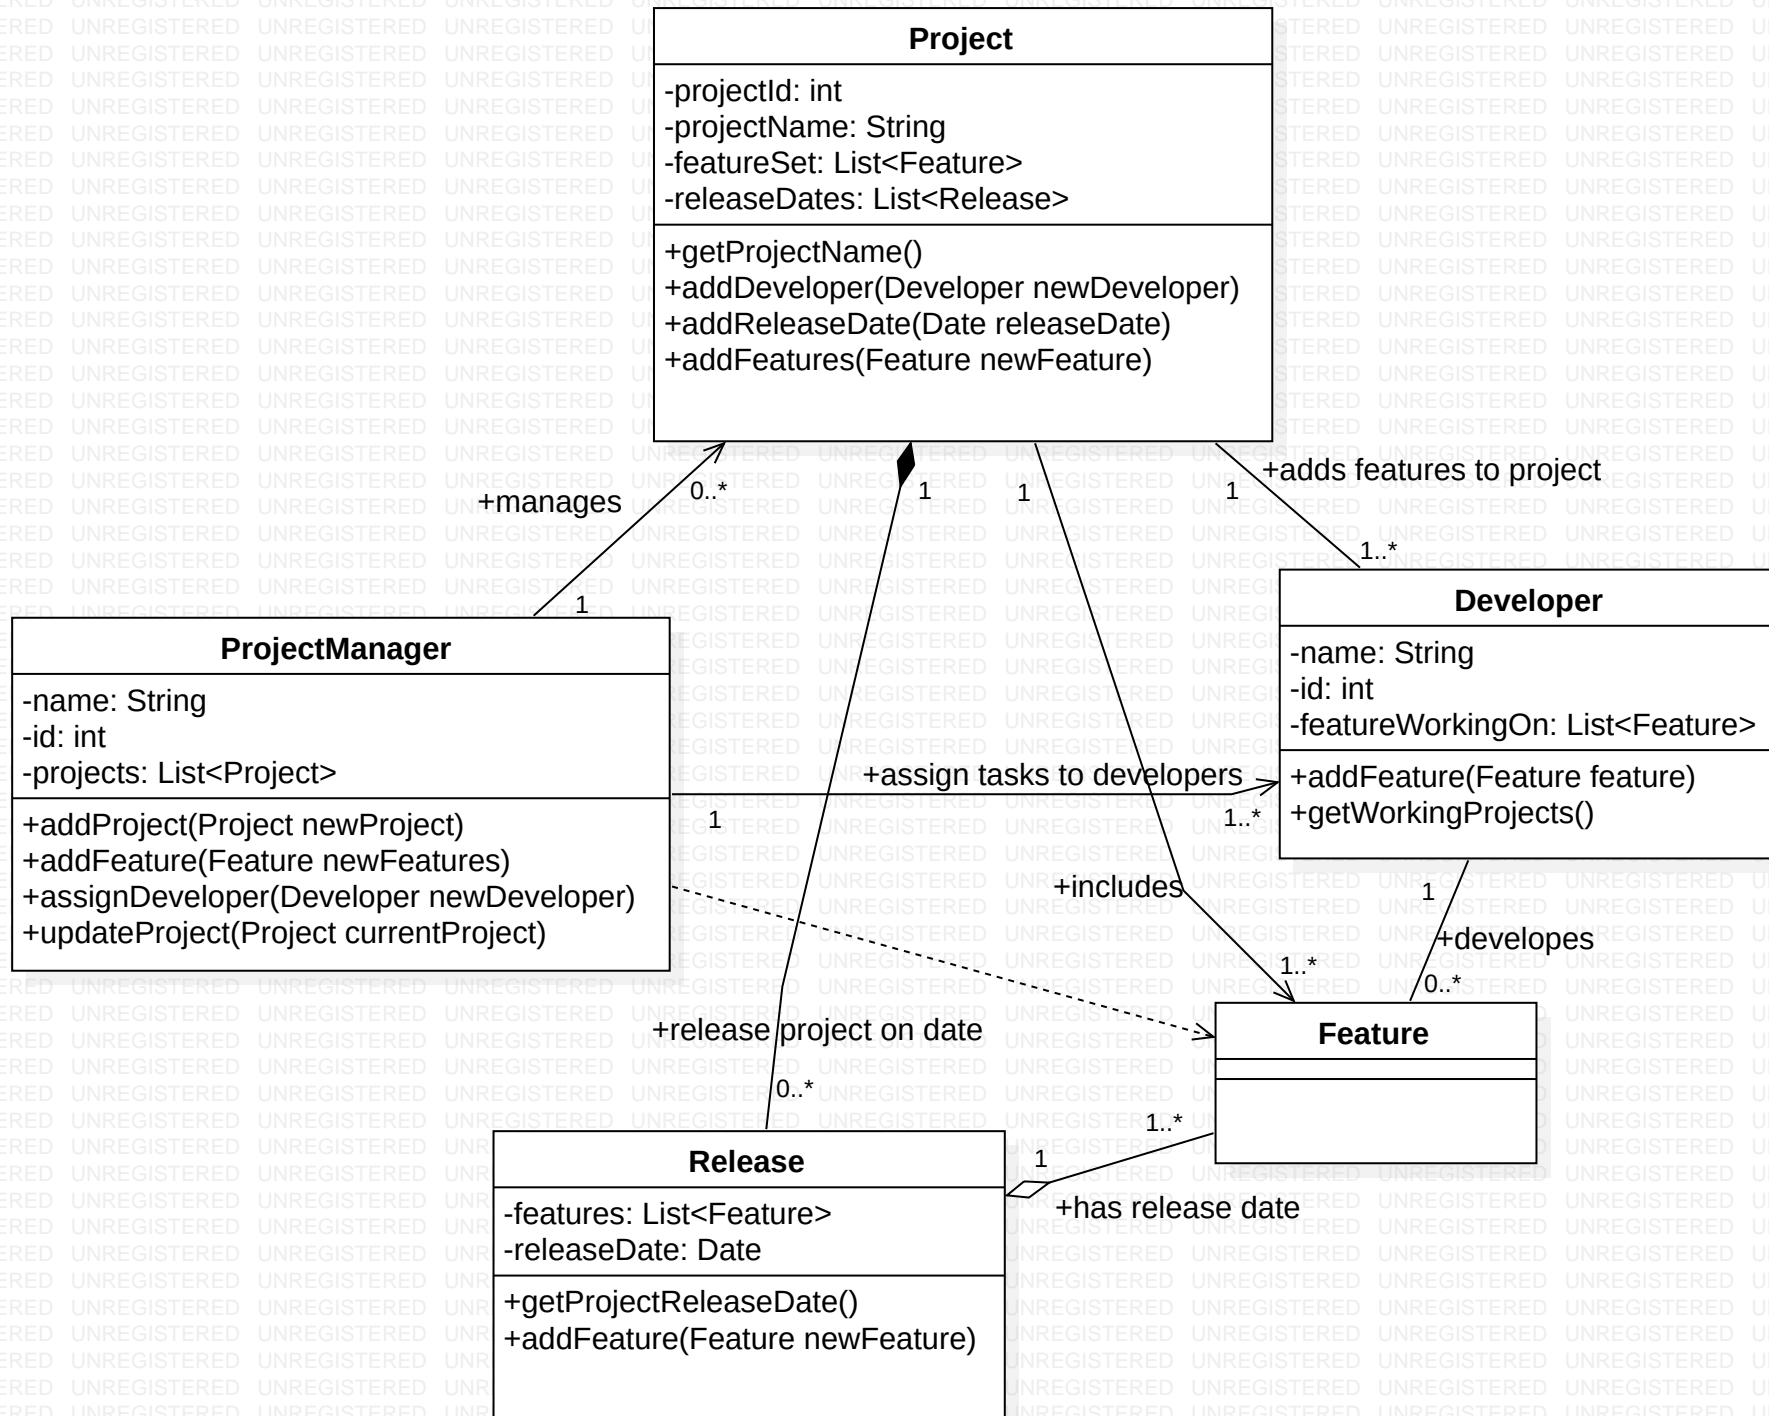 Project
-projectId: int
-projectName: String
-featureSet: List<Feature>
-releaseDates: List<Release>
+getProjectName()
+addDeveloper(Developer newDeveloper)
+addReleaseDate(Date releaseDate)
+addFeatures(Feature newFeature)
+manages
0..*
1
1
1
1
+adds features to project
1..*
ProjectManager
-name: String
-id: int
-projects: List<Project>
+addProject(Project newProject)
+addFeature(Feature newFeatures)
+assignDeveloper(Developer newDeveloper)
+updateProject(Project currentProject)
Developer
-name: String
-id: int
-featureWorkingOn: List<Feature>
+addFeature(Feature feature)
+getWorkingProjects()
+assign tasks to developers
1
1..*
+includes
1..*
1
+developes
0..*
+release project on date
0..*
Feature
1..*
1
+has release date
Release
-features: List<Feature>
-releaseDate: Date
+getProjectReleaseDate()
+addFeature(Feature newFeature)
UNREGISTERED